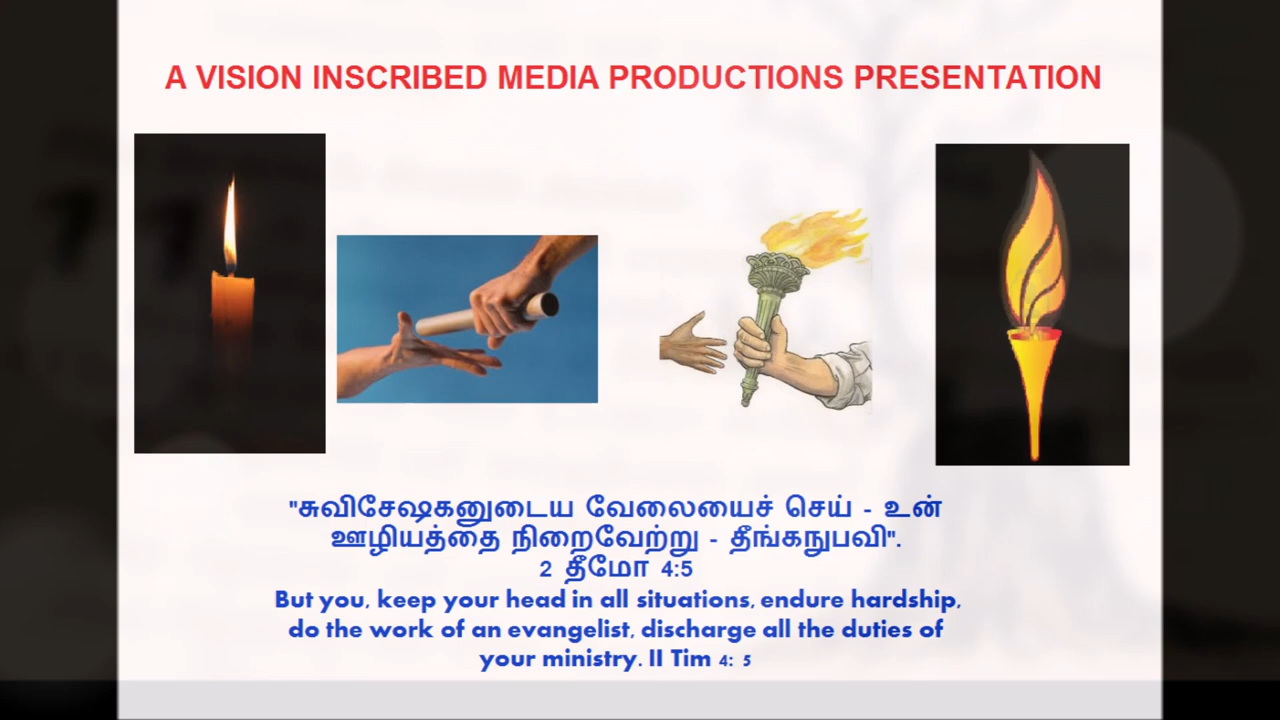 A VISION INSCRIBED MEDIA PRODUCTIONS PRESENTATION
"சுவிசேஷகனுடைய வேலையைச் செய் - உன்
ஊழியத்தை நிறைவேற்று - தீங்கநுபவி".
2 தீமோ 4:5
But you, keep your head in all situations, endure hardship,
do the work of an evangelist, discharge all the duties of
your ministry. II Tim 4: 5